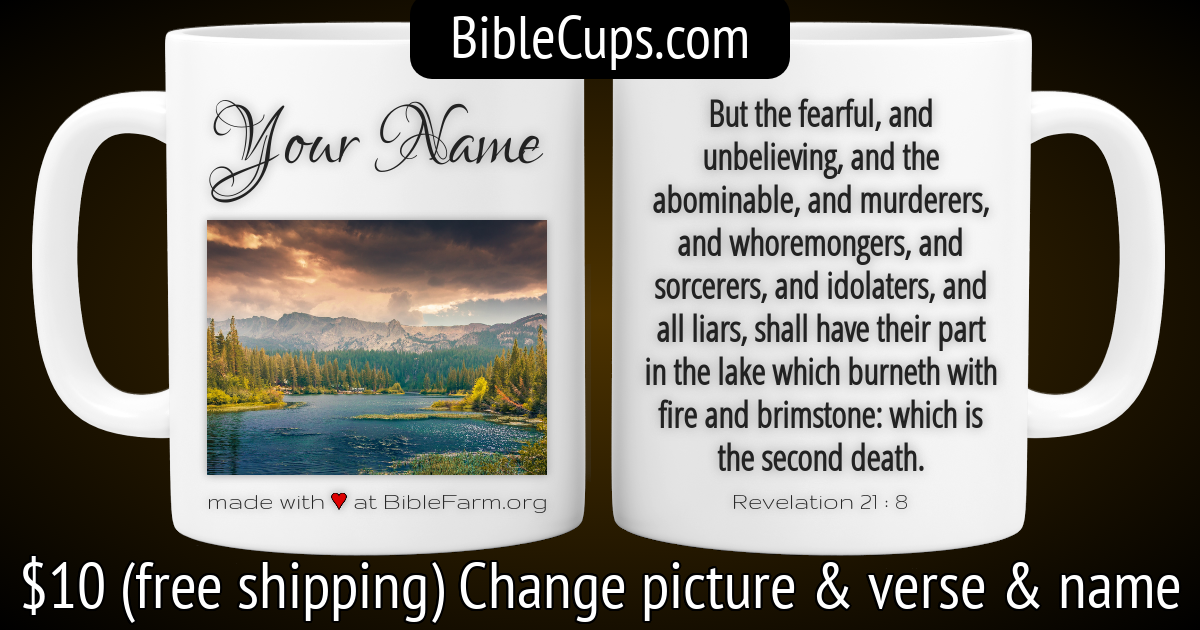 BibleCups.com
Your Name
made with ♥ at BibleFarm.org
But the fearful, and
unbelieving, and the
abominable, and murderers,
and whoremongers, and
sorcerers, and idolaters, and
all liars, shall have their part
in the lake which burneth with
fire and brimstone: which is
the second death.
Revelation 21 : 8
$10 (free shipping) Change picture & verse & name